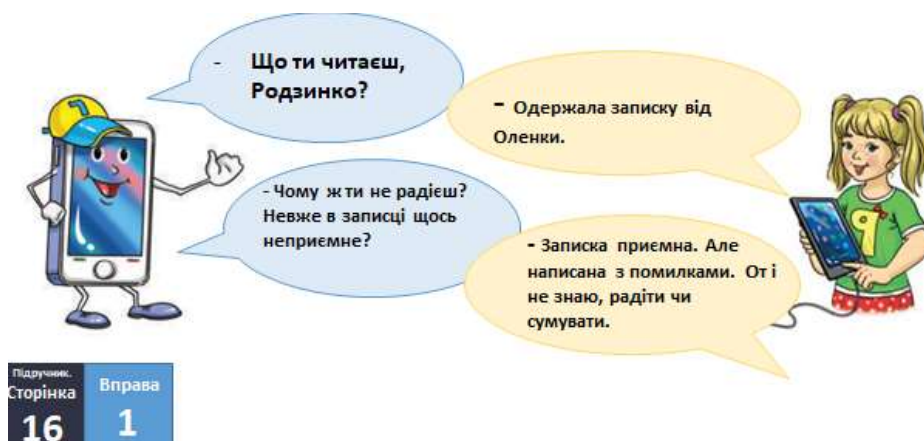 - Що ти читаєш,
Родзинко?
- Одержала записку від
Оленки.
- Чому ж ти не радієш?
Невже в записці щось
неприємне?
- Записка приємна. Але
написана з помилками. От і
не знаю, радіти чи
сумувати.
Підручник.
Сторінка
16
Вправа
1